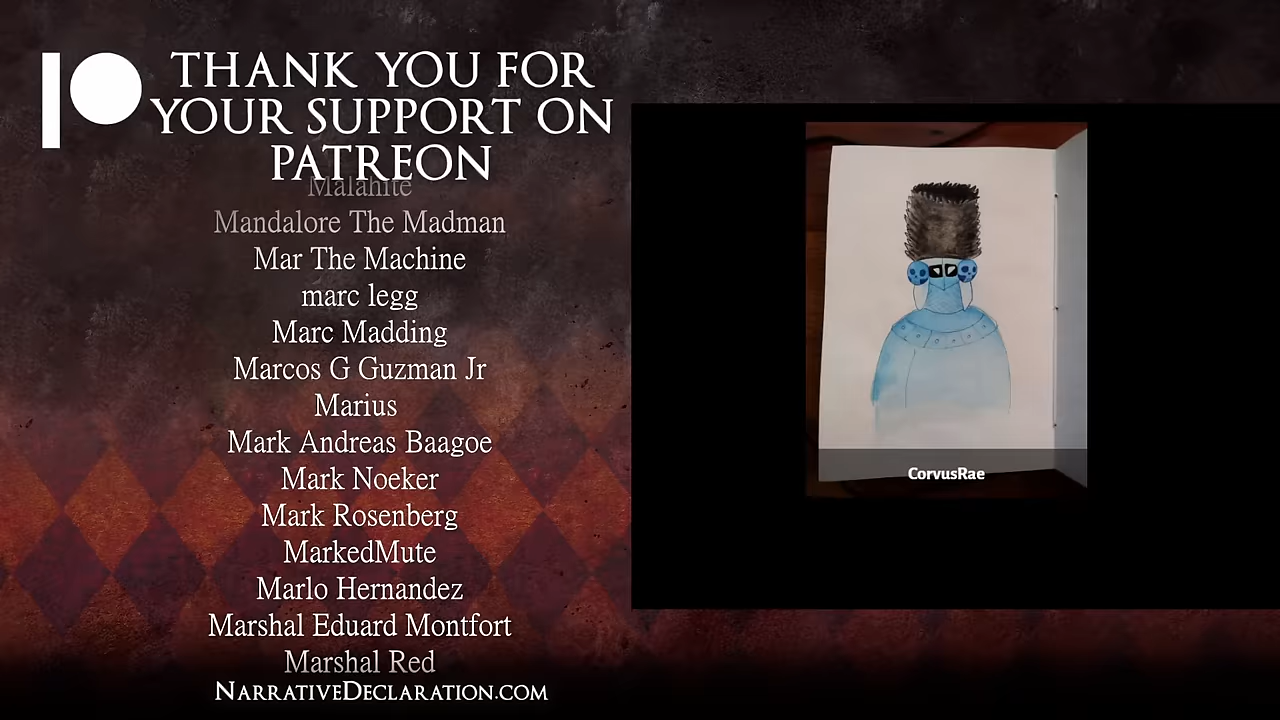 THANK YOU FOR
YOUR SUPPORT ON
PATREON
Malahite
Mandalore The Madman
Mar The Machine
marc legg
Marc Madding
Marcos G Guzman Jr
Marius
Mark Andreas Baagoe
Mark Noeker
Mark Rosenberg
MarkedMute
Marlo Hernandez
Marshal Eduard Montfort
Marshal Red
NARRATIVEDECLARATION.COM
CorvusRae